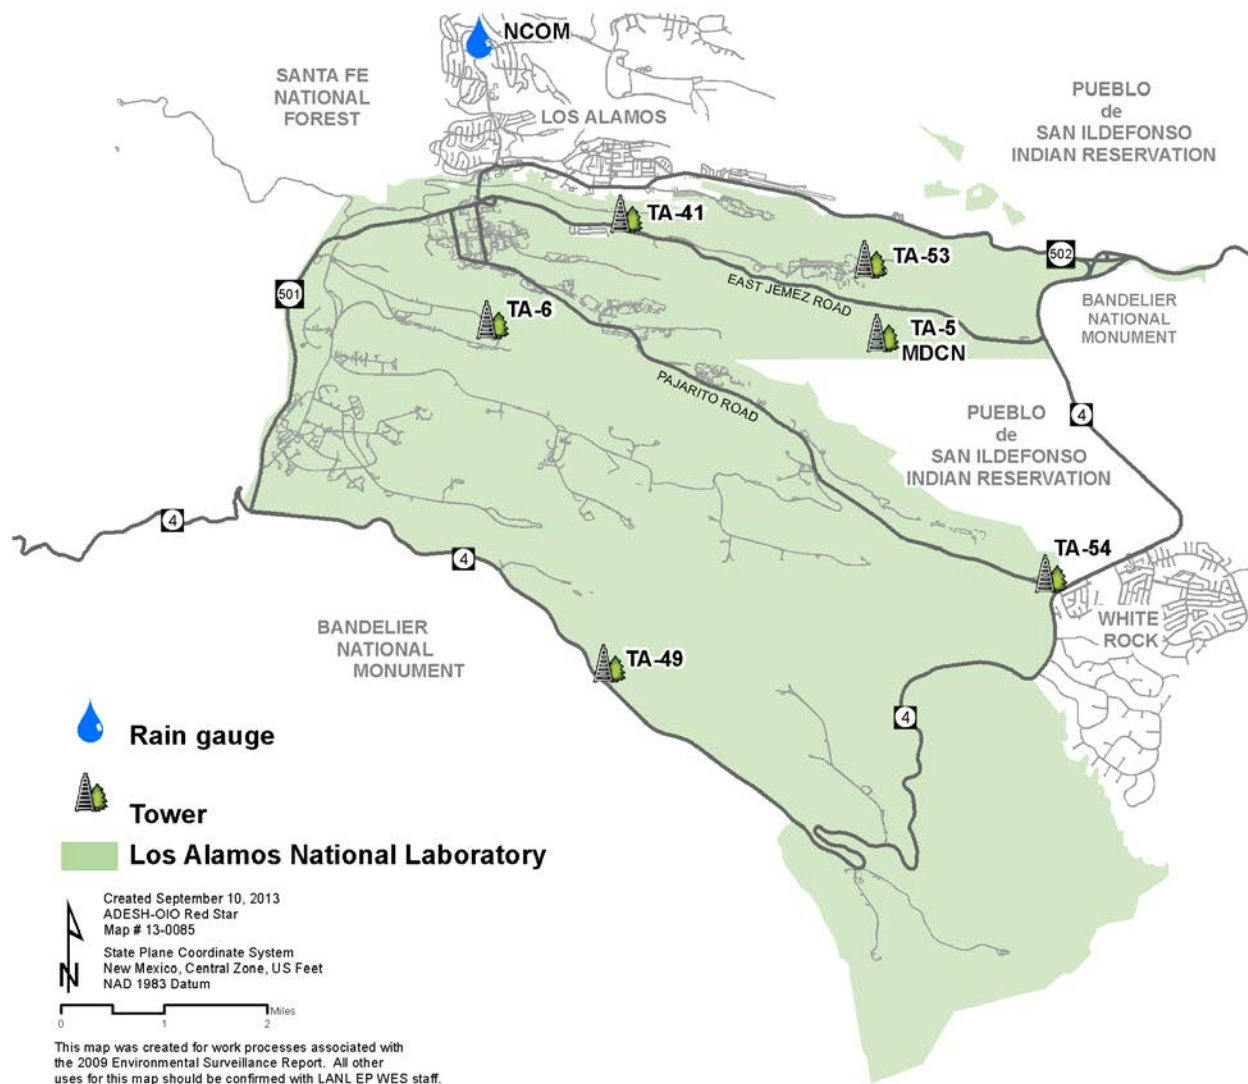 NCOM
SANTA FE
NATIONAL
FOREST
LOS ALAMOS
PUEBLO
de
SAN ILDEFONSO
INDIAN RESERVATION
TA-41
TA-53
502
EAST JEMEZ ROAD
501
TA-6
TA-5
MDCN
BANDELIER
NATIONAL
MONUMENT
PAJARITO ROAD
4
PUEBLO
de
SAN ILDEFONSO
INDIAN RESERVATION
4
4
TA-54
WHITE
ROCK
BANDELIER
NATIONAL
MONUMENT
TA-49
4
Rain gauge
Tower
Los Alamos National Laboratory
Created September 10, 2013
ADESH-OIO Red Star
Map # 13-0085
State Plane Coordinate System
New Mexico, Central Zone, US Feet
NAD 1983 Datum
N
Miles
0 1 2
This map was created for work processes associated with
the 2009 Environmental Surveillance Report. All other
uses for this map should be confirmed with LANL EP WES staff.